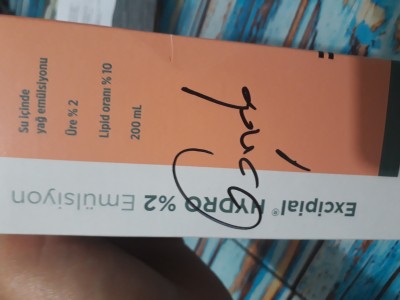 Excipial® HYDRO %2 Emülsiyon
Su içinde
yağ emülsiyonu
Üre % 2
Lipid oranı % 10
200 mL